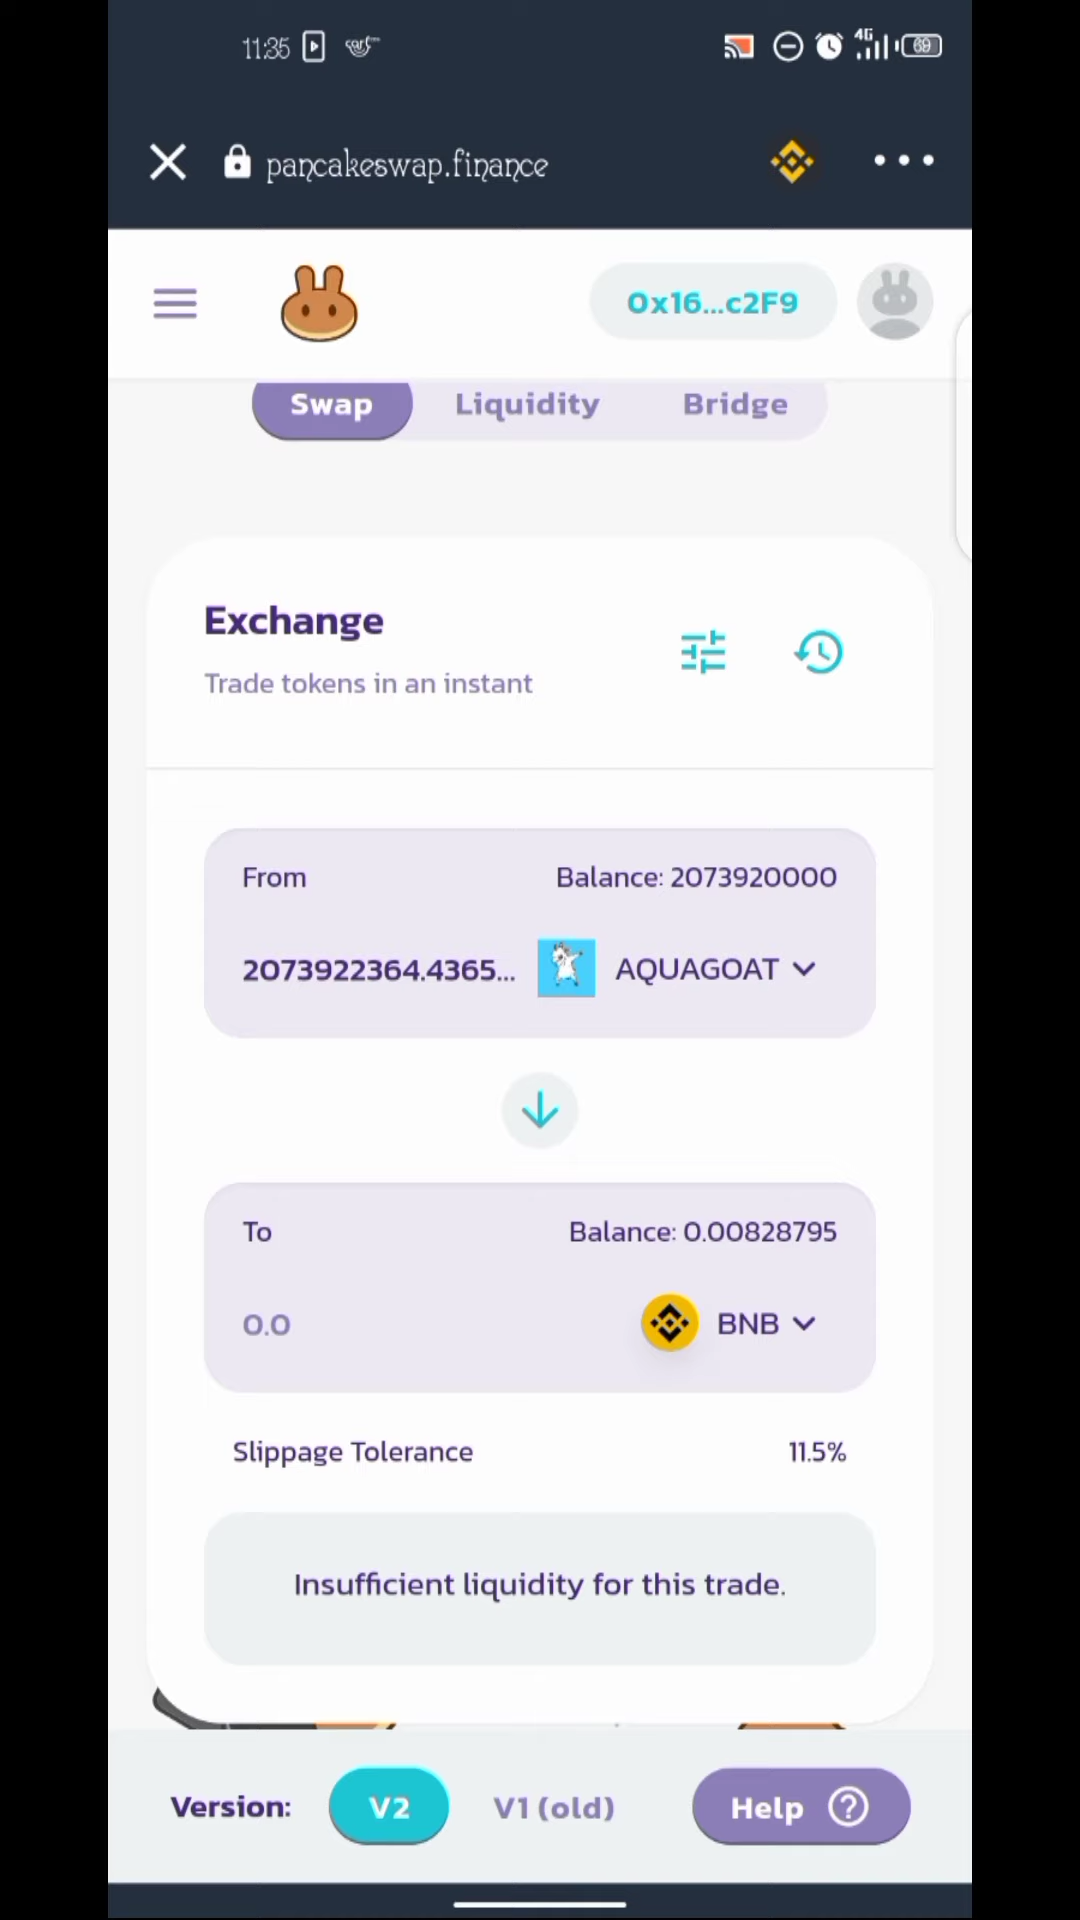 11:35
4G
69
pancakeswap.finance
0x16...c2F9
Swap Liquidity Bridge
Exchange
Trade tokens in an instant
From Balance: 2073920000
2073922364.4365... AQUAGOAT
To Balance: 0.00828795
0.0 BNB
Slippage Tolerance 11.5%
Insufficient liquidity for this trade.
Version: V2 V1 (old) Help ?